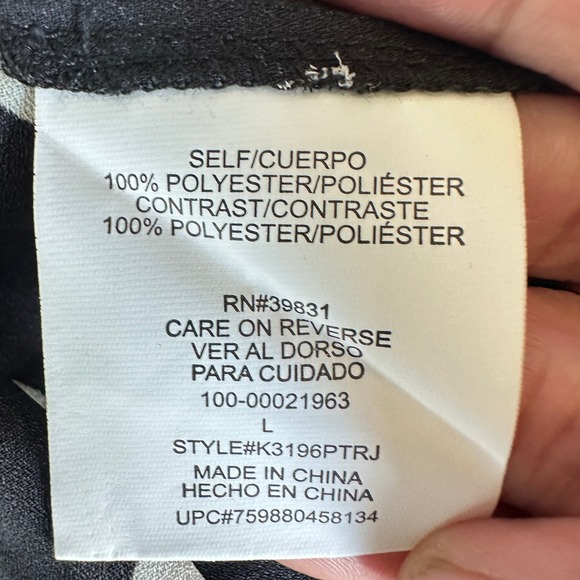 SELF/CUERPO
100% POLYESTER/POLIÉSTER
CONTRAST/CONTRASTE
100% POLYESTER/POLIÉSTER
RN#39831
CARE ON REVERSE
VER AL DORSO
PARA CUIDADO
100-00021963
L
STYLE#K3196PTRJ
MADE IN CHINA
HECHO EN CHINA
UPC#759880458134